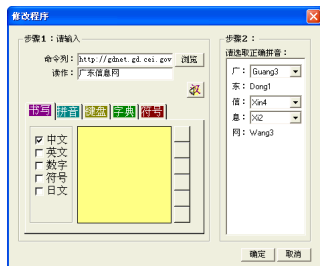 修改程序
步骤1：请输入
命令列： http://gdnet.gd.cei.gov 浏览
读作： 广东信息网
书写 拼音 键盘 字典 符号
中文
英文
数字
符号
日文
步骤2：
请选取正确拼音：
广： Guang3
东： Dong1
信： Xin4
息： Xi2
网： Wang3
确定 取消